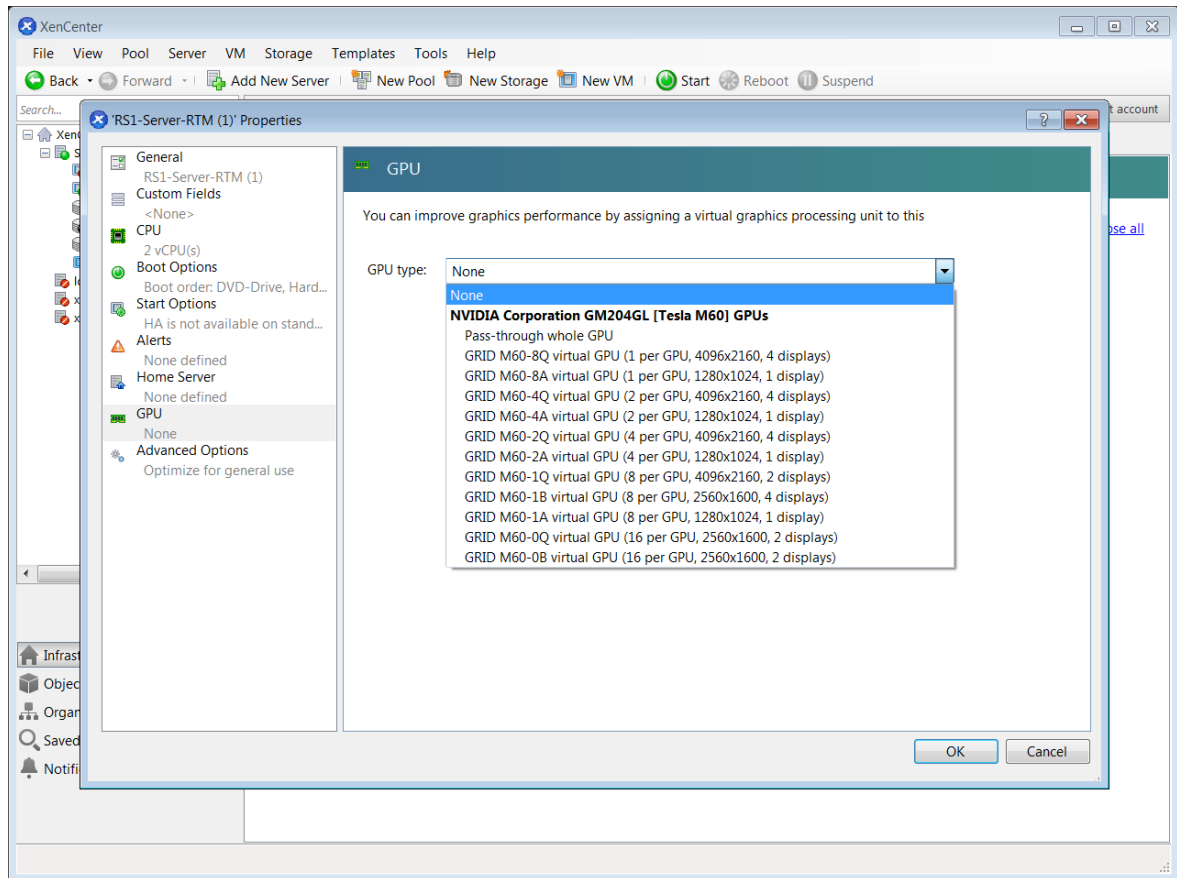 XenCenter
File View Pool Server VM Storage Templates Tools Help
Back Forward Add New Server New Pool New Storage New VM Start Reboot Suspend
Search...
account
'RS1-Server-RTM (1)' Properties
General
RS1-Server-RTM (1)
Custom Fields
<None>
CPU
2 vCPU(s)
Boot Options
Boot order: DVD-Drive, Hard...
Start Options
HA is not available on stand...
Alerts
None defined
Home Server
None defined
GPU
None
Advanced Options
Optimize for general use
GPU
You can improve graphics performance by assigning a virtual graphics processing unit to this
all
GPU type: None
None
NVIDIA Corporation GM204GL [Tesla M60] GPUs
Pass-through whole GPU
GRID M60-8Q virtual GPU (1 per GPU, 4096x2160, 4 displays)
GRID M60-8A virtual GPU (1 per GPU, 1280x1024, 1 display)
GRID M60-4Q virtual GPU (2 per GPU, 4096x2160, 4 displays)
GRID M60-4A virtual GPU (2 per GPU, 1280x1024, 1 display)
GRID M60-2Q virtual GPU (4 per GPU, 4096x2160, 4 displays)
GRID M60-2A virtual GPU (4 per GPU, 1280x1024, 1 display)
GRID M60-1Q virtual GPU (8 per GPU, 4096x2160, 2 displays)
GRID M60-1B virtual GPU (8 per GPU, 2560x1600, 4 displays)
GRID M60-1A virtual GPU (8 per GPU, 1280x1024, 1 display)
GRID M60-0Q virtual GPU (16 per GPU, 2560x1600, 2 displays)
GRID M60-0B virtual GPU (16 per GPU, 2560x1600, 2 displays)
Infrast
Objec
Organ
Saved
Notifi
OK Cancel